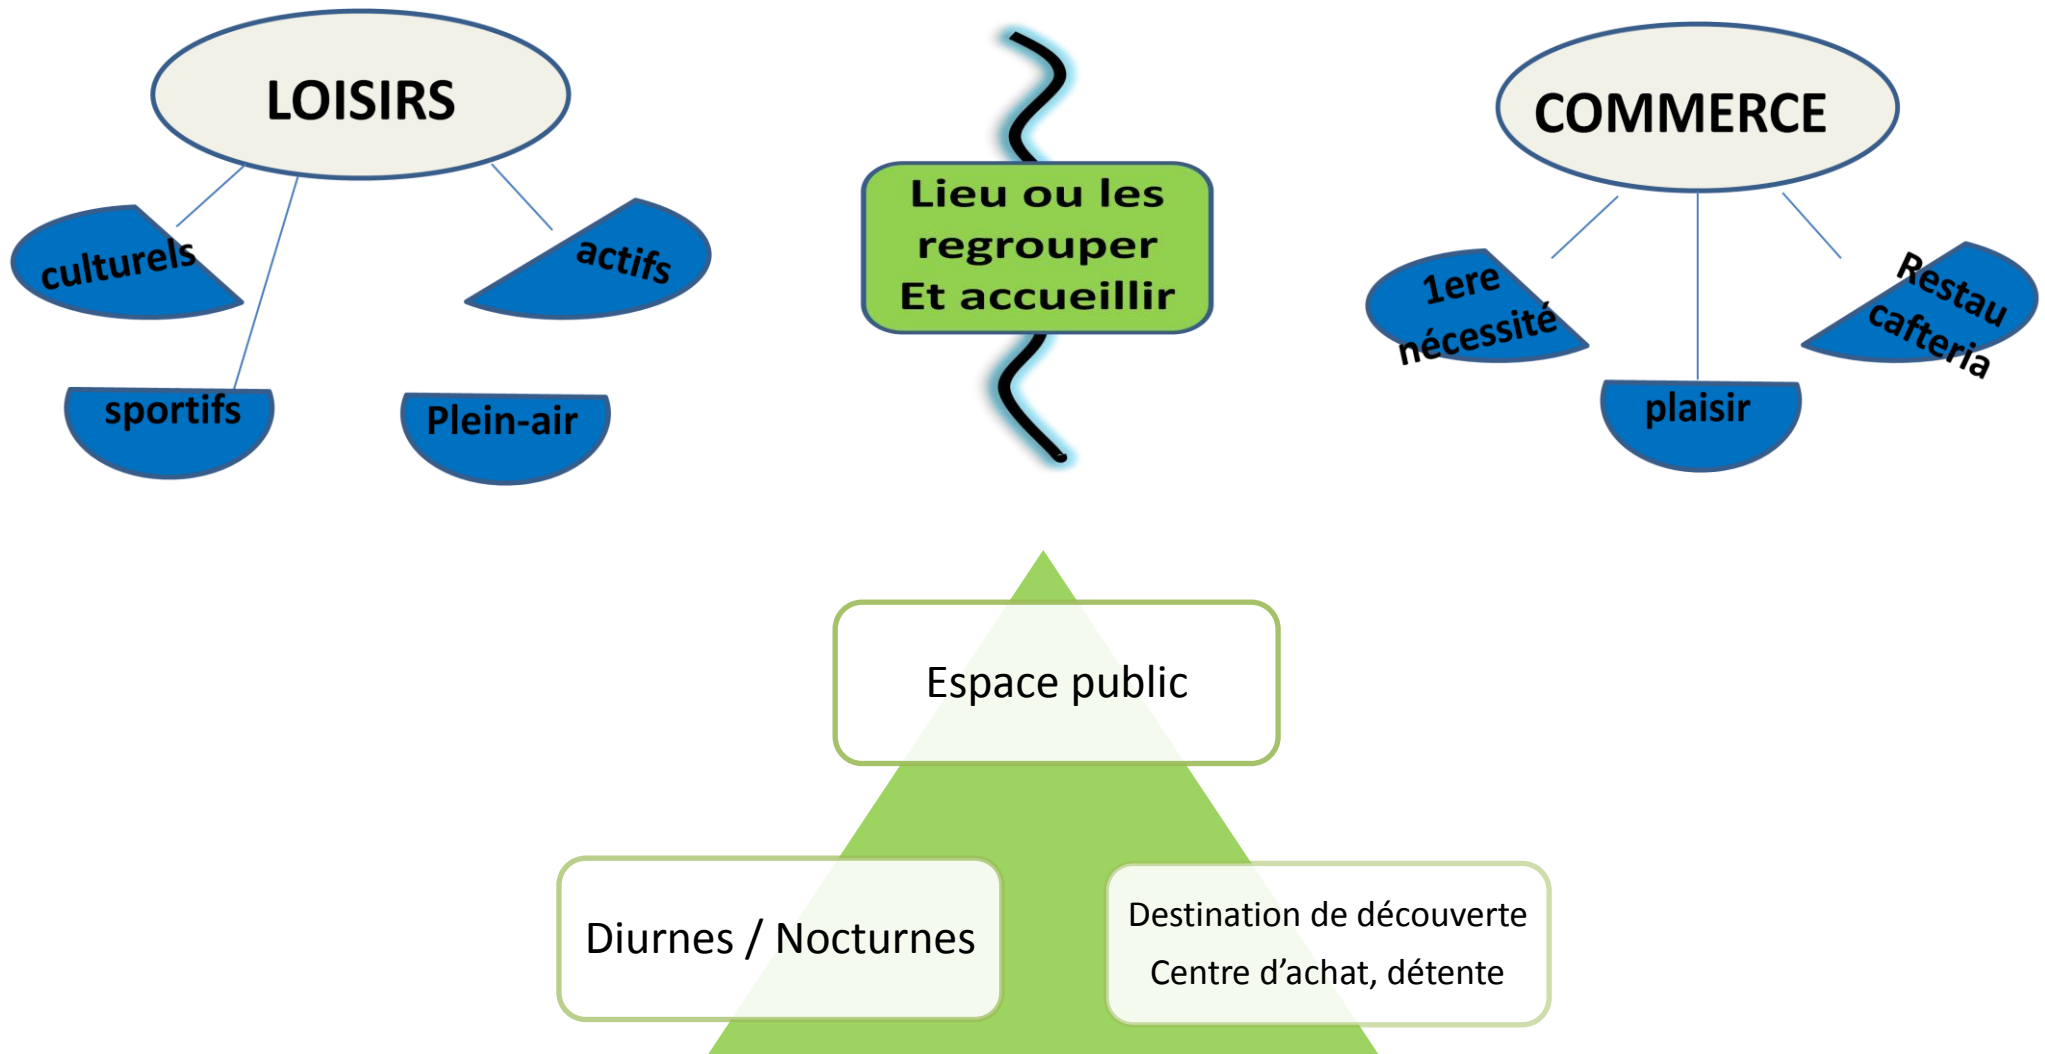 LOISIRS
culturels
actifs
sportifs
Plein-air
Lieu ou les
regrouper
Et accueillir
COMMERCE
1ere
nécessité
Restau
cafteria
plaisir
Espace public
Diurnes / Nocturnes
Destination de découverte
Centre d’achat, détente